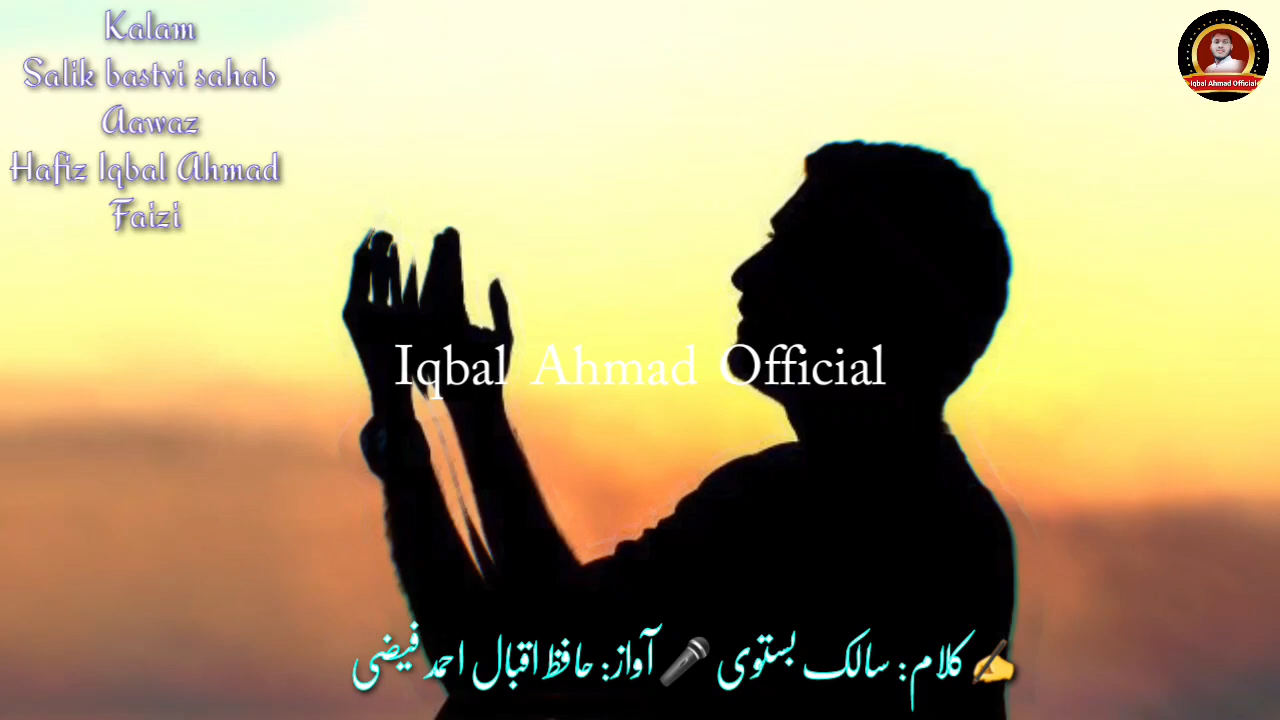 Kalam
Salik bastvi sahab
Aawaz
Hafiz Iqbal Ahmad
Faizi
Iqbal Ahmad Official
Iqbal Ahmad Official
✍️ کلام: سالک بستوی 🎤 آواز: حافظ اقبال احمد فیضی